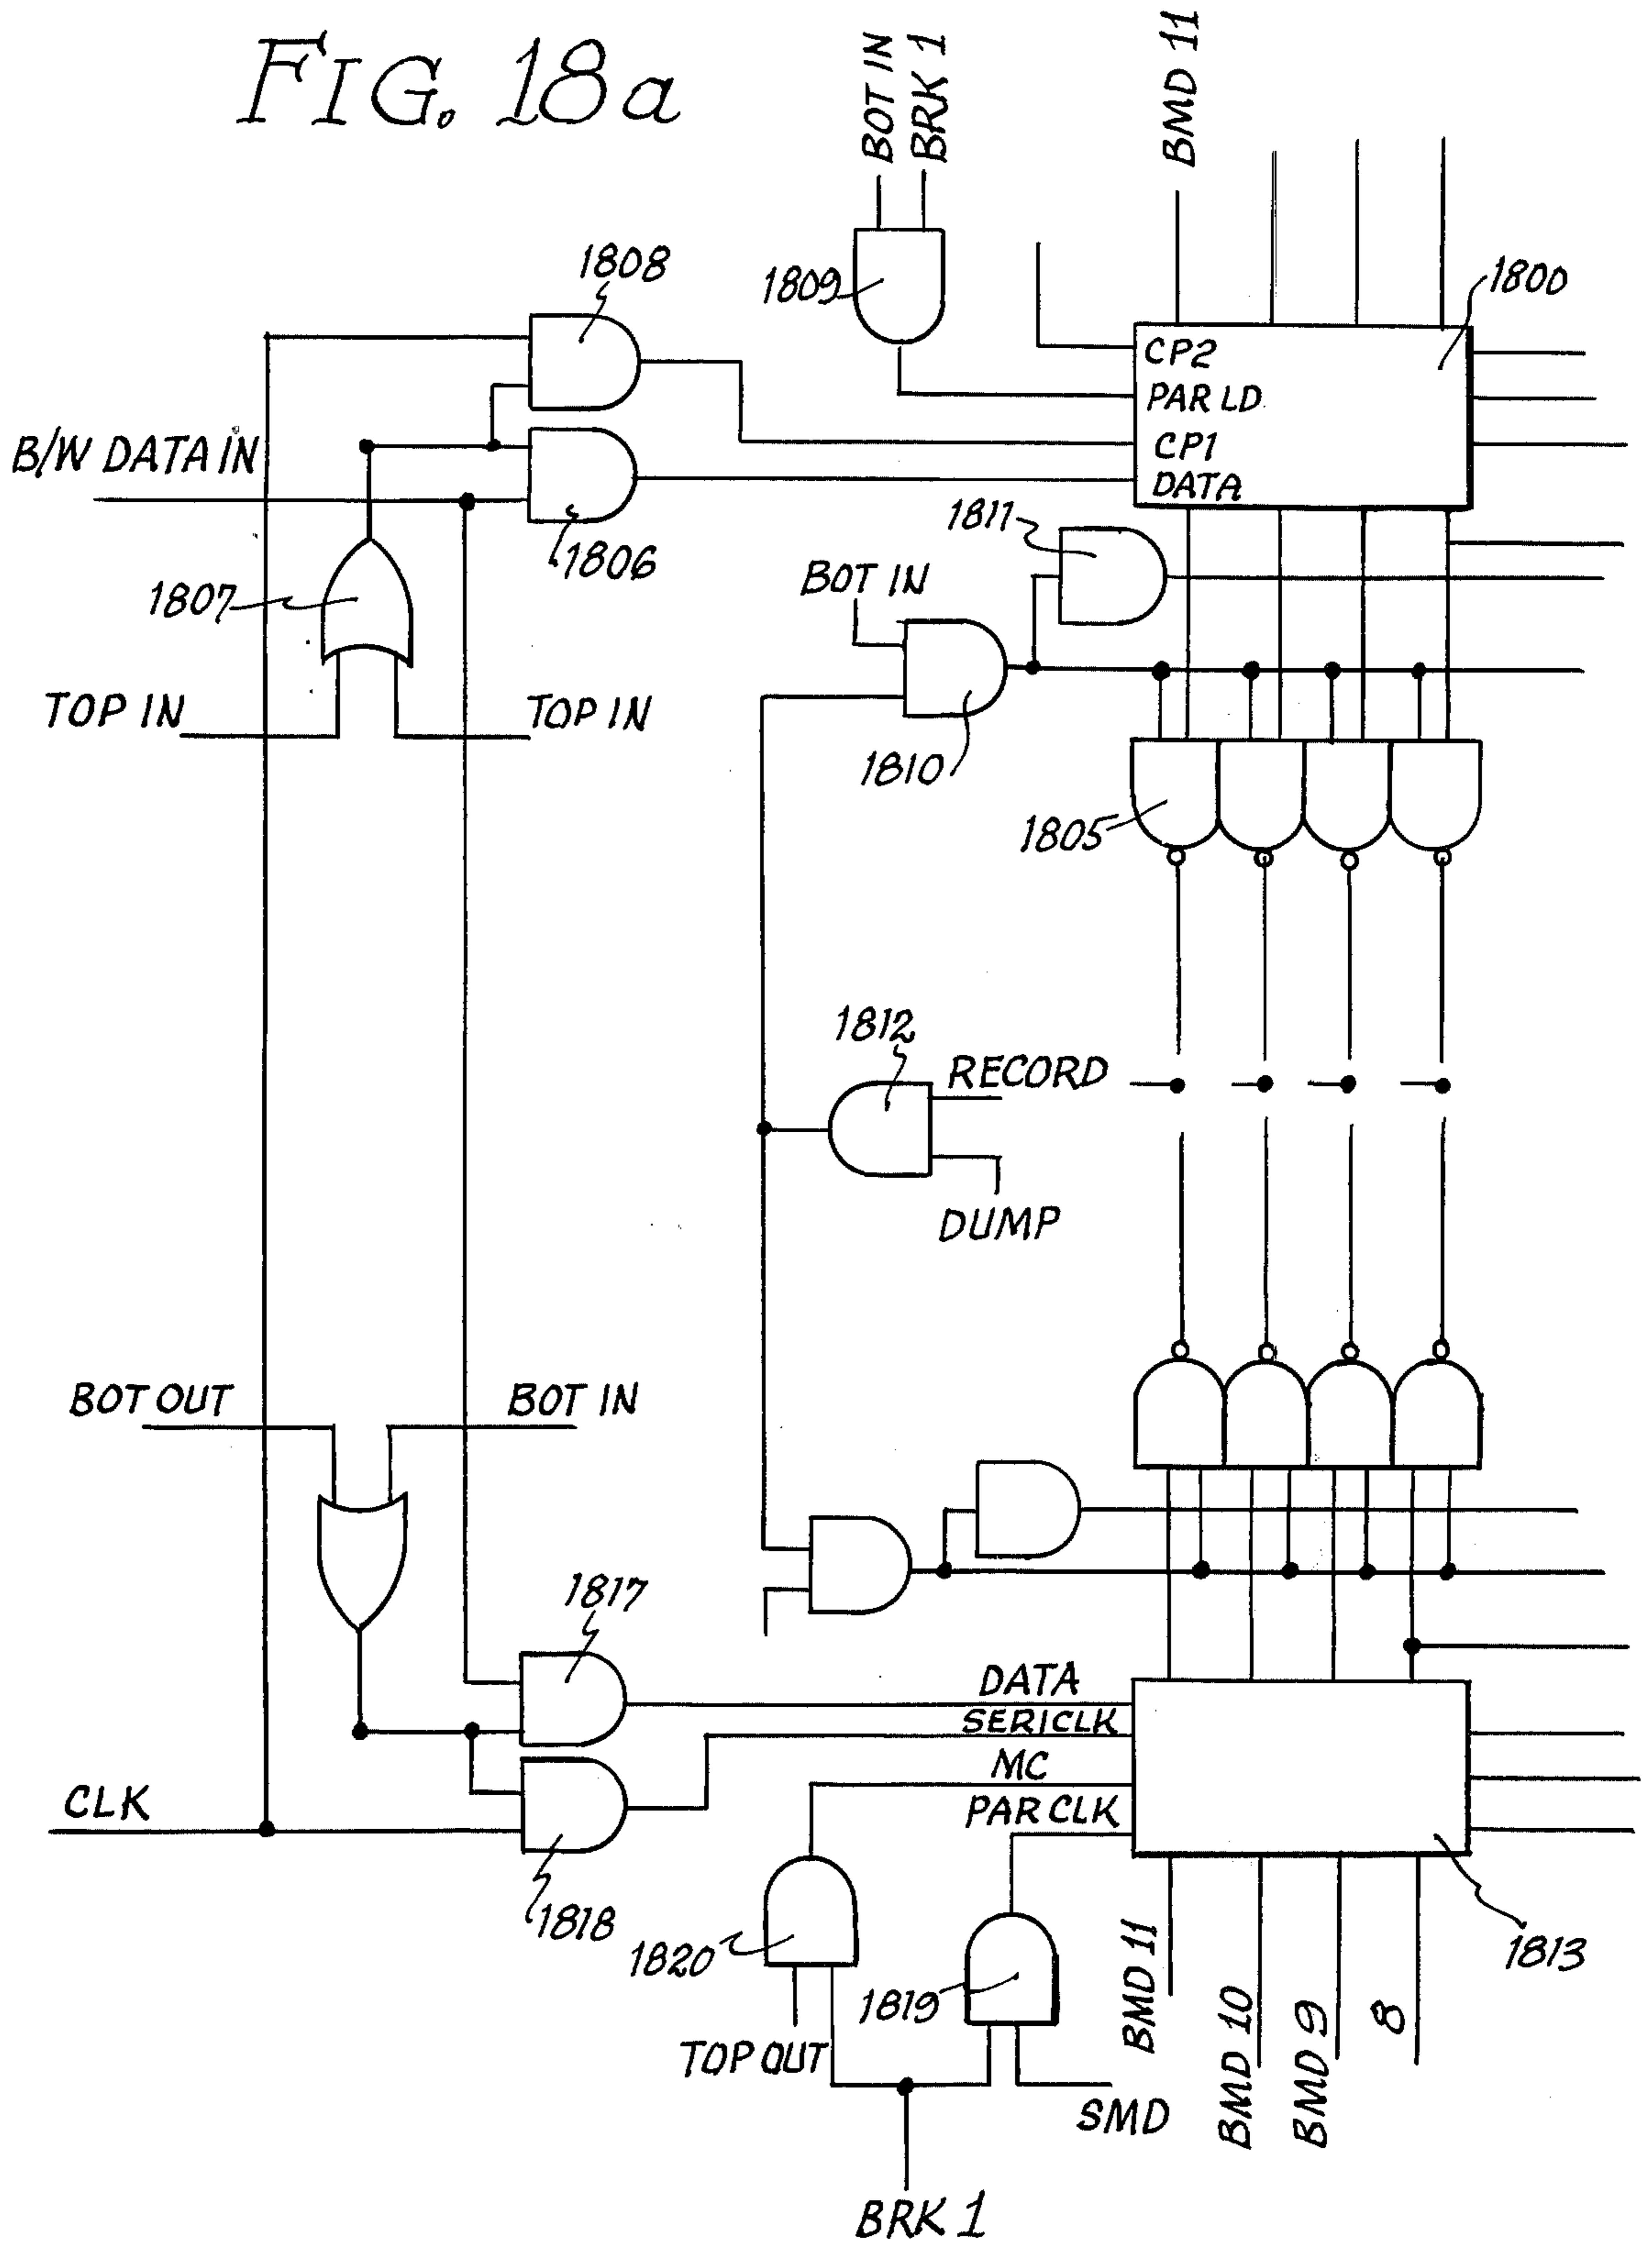 FIG. 18a
BOT IN
BRK 1
BMD 11
1808
1809
1800
CP2
PAR LD
CP1
DATA
B/W DATA IN
1806
1811
1807
BOT IN
TOP IN
TOP IN
1810
1805
1812
RECORD
DUMP
BOT OUT
BOT IN
1817
DATA
SERICLK
MC
PAR CLK
CLK
1818
1820
1819
1813
BMD 11
BMD 10
BMD 9
8
TOP OUT
SMD
BRK 1